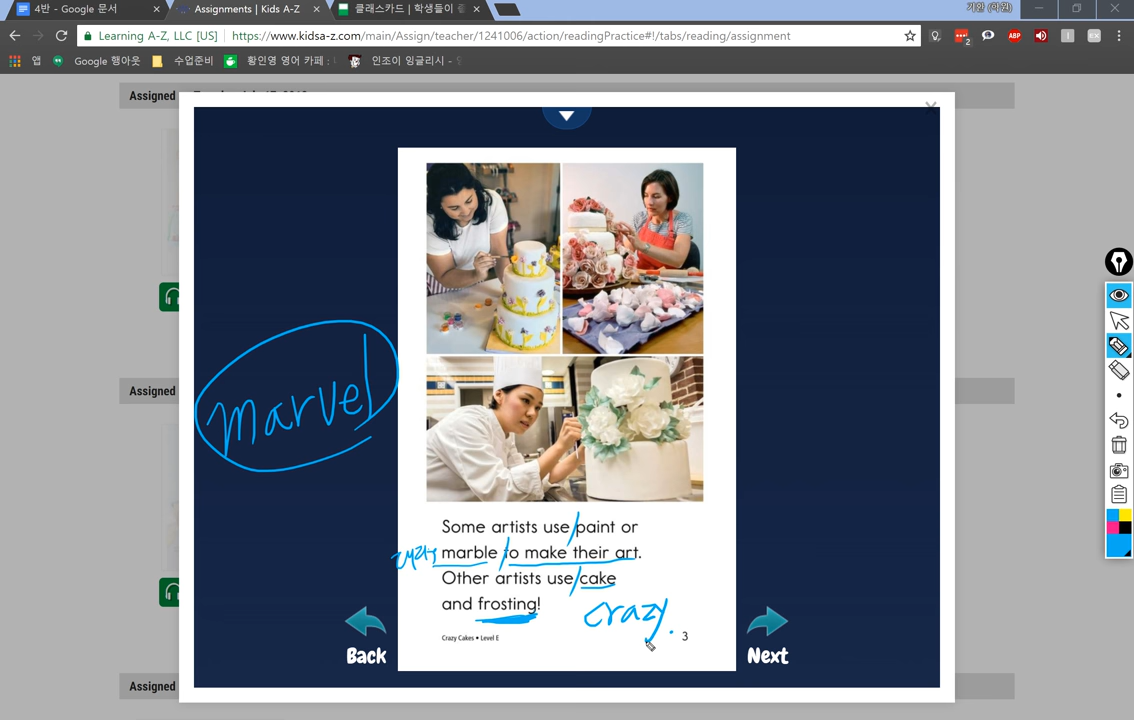 4반 - Google 문서
Assignments | Kids A-Z
클래스카드 | 학생들이 
기환 (학원)
Learning A-Z, LLC [US]
https://www.kidsa-z.com/main/Assign/teacher/1241006/action/readingPractice#!/tabs/reading/assignment
ABP
2
앱
Google 행아웃
수업준비
황인영 영어 카페 :
인조이 잉글리시 -
Assigned
Assigned
Assigned
marvel
Some artists use paint or
marble to make their art.
Other artists use cake
and frosting!
crazy.
Crazy Cakes • Level E
3
Back
Next